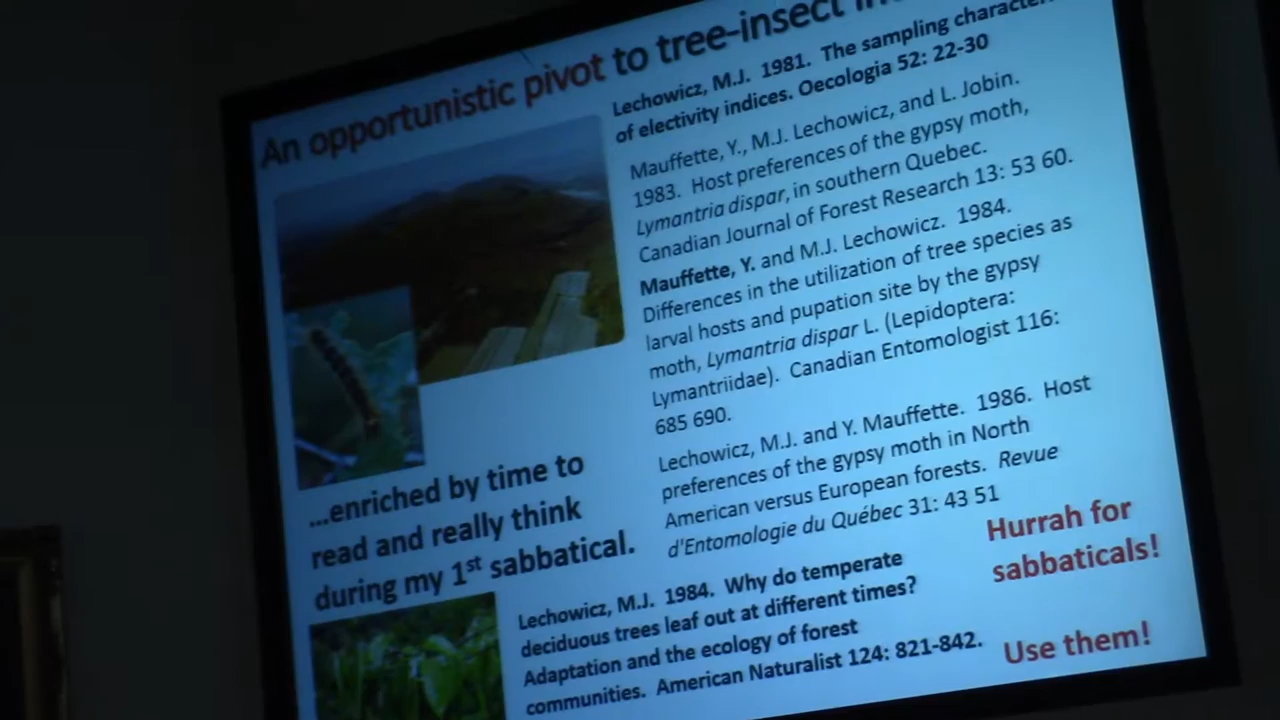 An opportunistic pivot to tree-insect
Lechowicz, M.J. 1981. The sampling
of electivity indices. Oecologia 52: 22-30
Mauffette, Y., M.J. Lechowicz, and L. Jobin.
1983. Host preferences of the gypsy moth,
Lymantria dispar, in southern Quebec.
Canadian Journal of Forest Research 13: 53 60.
Mauffette, Y. and M.J. Lechowicz. 1984.
Differences in the utilization of tree species as
larval hosts and pupation site by the gypsy
moth, Lymantria dispar L. (Lepidoptera:
Lymantriidae). Canadian Entomologist 116:
685 690.
Lechowicz, M.J. and Y. Mauffette. 1986. Host
preferences of the gypsy moth in North
American versus European forests. Revue
d'Entomologie du Québec 31: 43 51
...enriched by time to
read and really think
during my 1st sabbatical.
Hurrah for
sabbaticals!
Use them!
Lechowicz, M.J. 1984. Why do temperate
deciduous trees leaf out at different times?
Adaptation and the ecology of forest
communities. American Naturalist 124: 821-842.